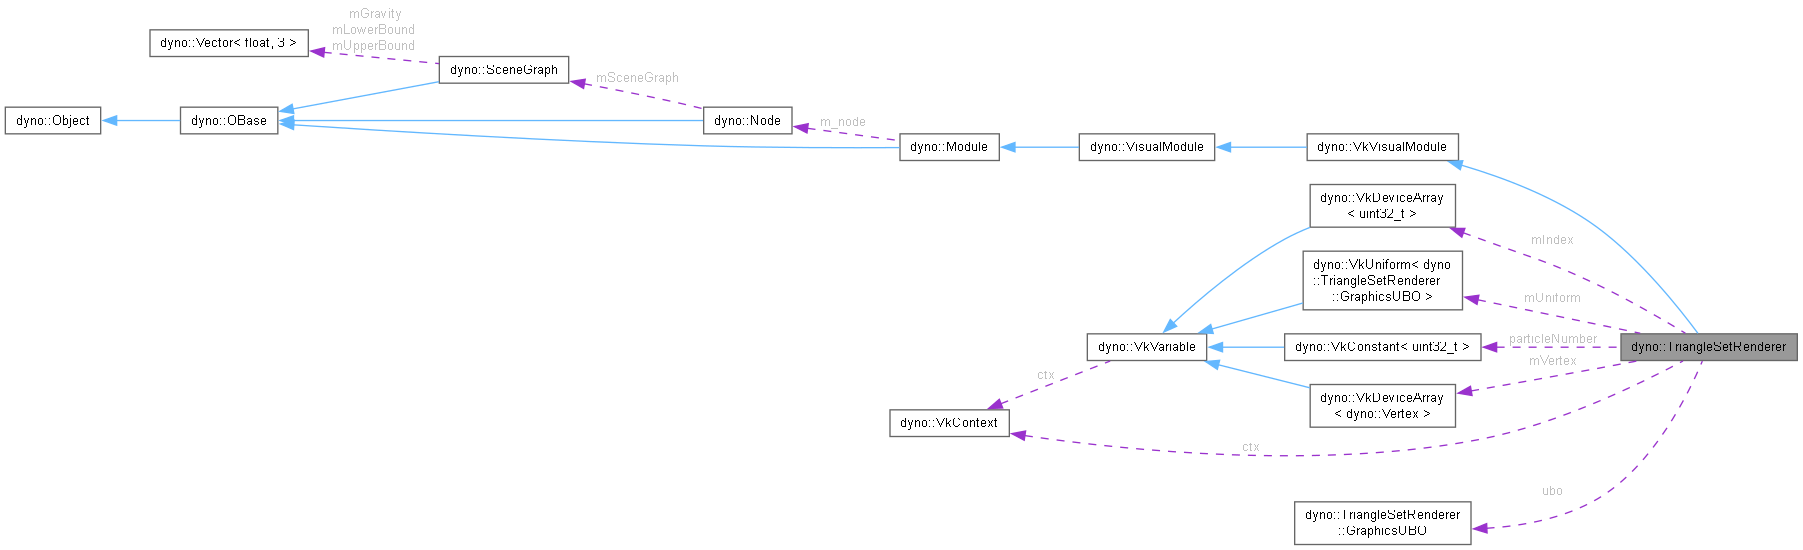 mGravity
mLowerBound
mUpperBound
dyno::Vector< float, 3 >
dyno::SceneGraph
mSceneGraph
dyno::Object
dyno::OBase
dyno::Node
m_node
dyno::Module
dyno::VisualModule
dyno::VkVisualModule
dyno::VkDeviceArray
< uint32_t >
mIndex
dyno::VkUniform< dyno
::TriangleSetRenderer
::GraphicsUBO >
mUniform
dyno::VkVariable
dyno::VkConstant< uint32_t >
particleNumber
dyno::TriangleSetRenderer
mVertex
ctx
dyno::VkDeviceArray
< dyno::Vertex >
dyno::VkContext
ctx
ubo
dyno::TriangleSetRenderer
::GraphicsUBO